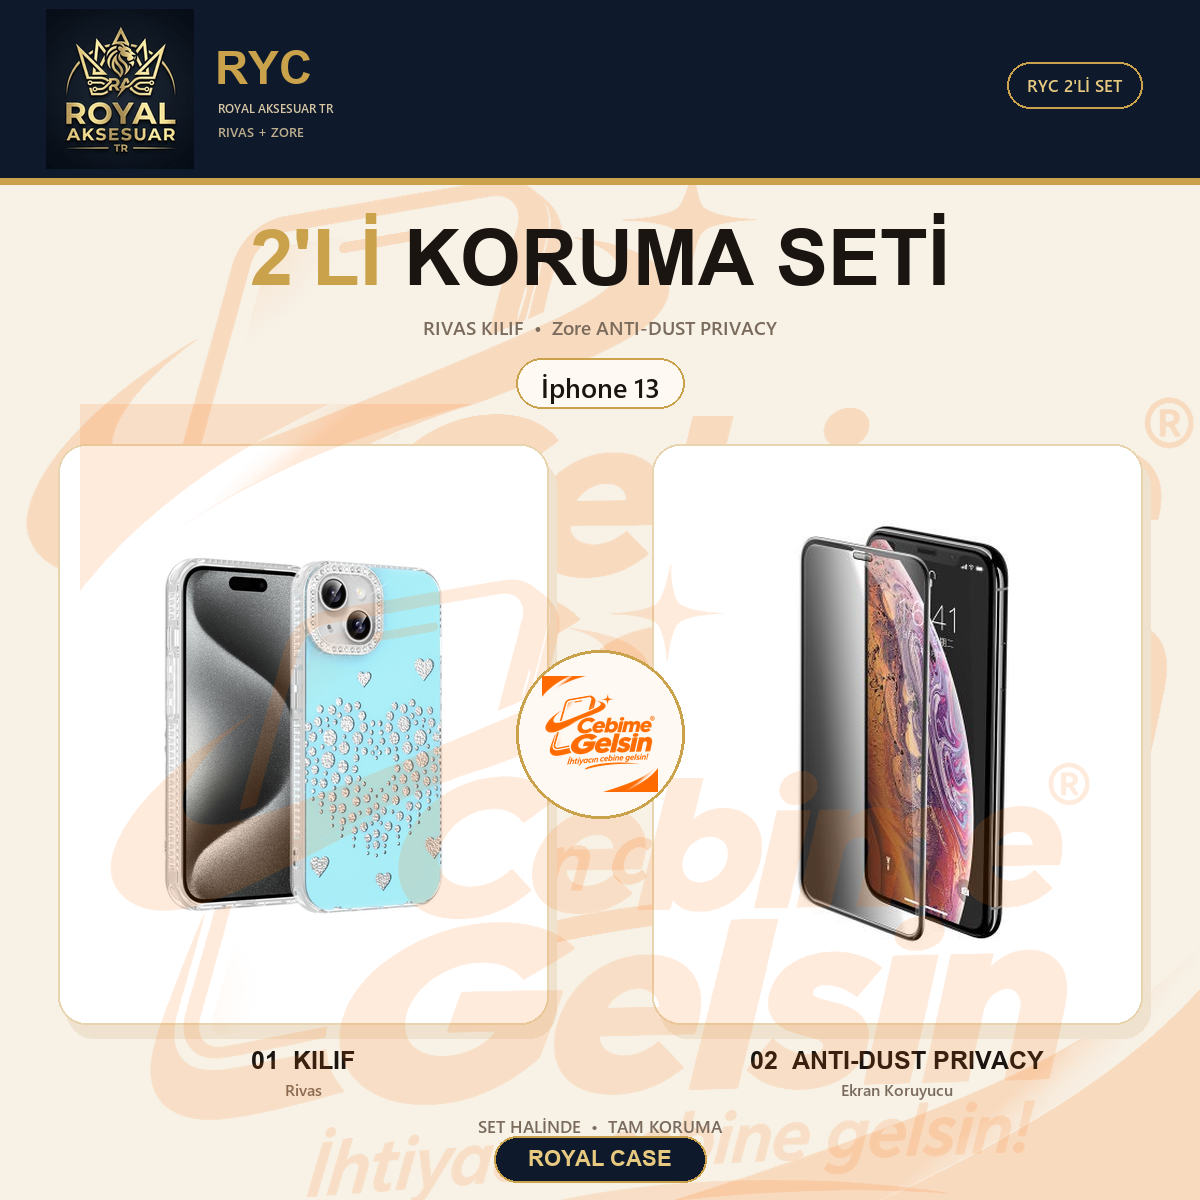 ROYAL
AKSESUAR
TR
RYC
ROYAL AKSESUAR TR
RIVAS + ZORE
RYC 2'Lİ SET
2'Lİ KORUMA SETİ
RIVAS KILIF • Zore ANTI-DUST PRIVACY
İphone 13
Cebime®
Gelsin
İhtiyacın cebine gelsin!
01 KILIF
Rivas
02 ANTI-DUST PRIVACY
Ekran Koruyucu
SET HALİNDE • TAM KORUMA
ROYAL CASE
Cebime®
Gelsin